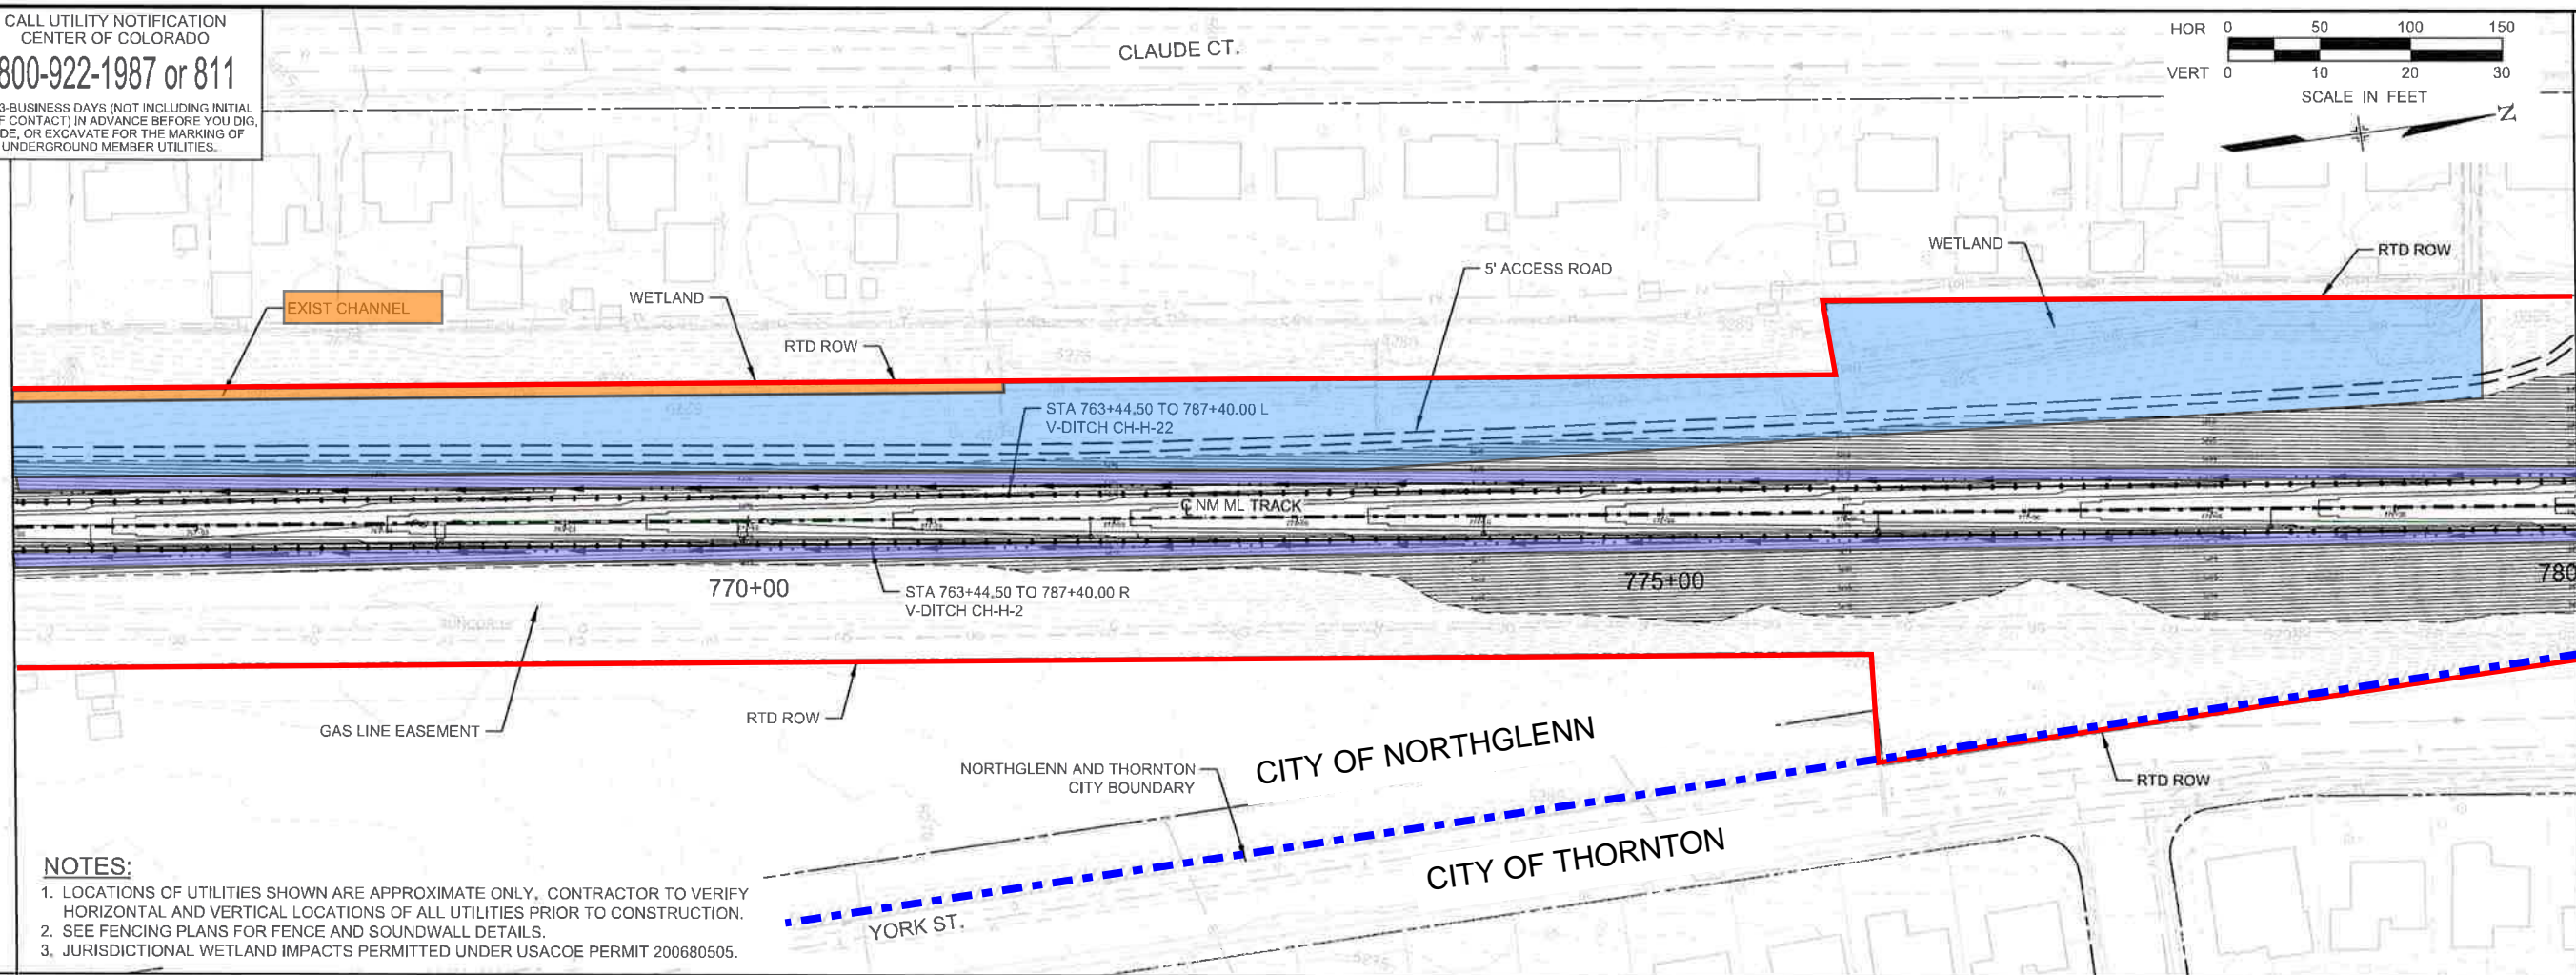 CALL UTILITY NOTIFICATION
CENTER OF COLORADO
800-922-1987 or 811
3-BUSINESS DAYS (NOT INCLUDING INITIAL
F CONTACT) IN ADVANCE BEFORE YOU DIG,
DE, OR EXCAVATE FOR THE MARKING OF
UNDERGROUND MEMBER UTILITIES.
CLAUDE CT.
HOR 0 50 100 150
VERT 0 10 20 30
SCALE IN FEET
N
WETLAND
RTD ROW
5' ACCESS ROAD
EXIST CHANNEL
WETLAND
RTD ROW
STA 763+44.50 TO 787+40.00 L
V-DITCH CH-H-22
NM ML TRACK
770+00
775+00
780
STA 763+44.50 TO 787+40.00 R
V-DITCH CH-H-2
GAS LINE EASEMENT
RTD ROW
NORTHGLENN AND THORNTON
CITY BOUNDARY
CITY OF NORTHGLENN
CITY OF THORNTON
RTD ROW
YORK ST.
NOTES:
1. LOCATIONS OF UTILITIES SHOWN ARE APPROXIMATE ONLY, CONTRACTOR TO VERIFY
HORIZONTAL AND VERTICAL LOCATIONS OF ALL UTILITIES PRIOR TO CONSTRUCTION.
2. SEE FENCING PLANS FOR FENCE AND SOUNDWALL DETAILS.
3. JURISDICTIONAL WETLAND IMPACTS PERMITTED UNDER USACOE PERMIT 200680505.